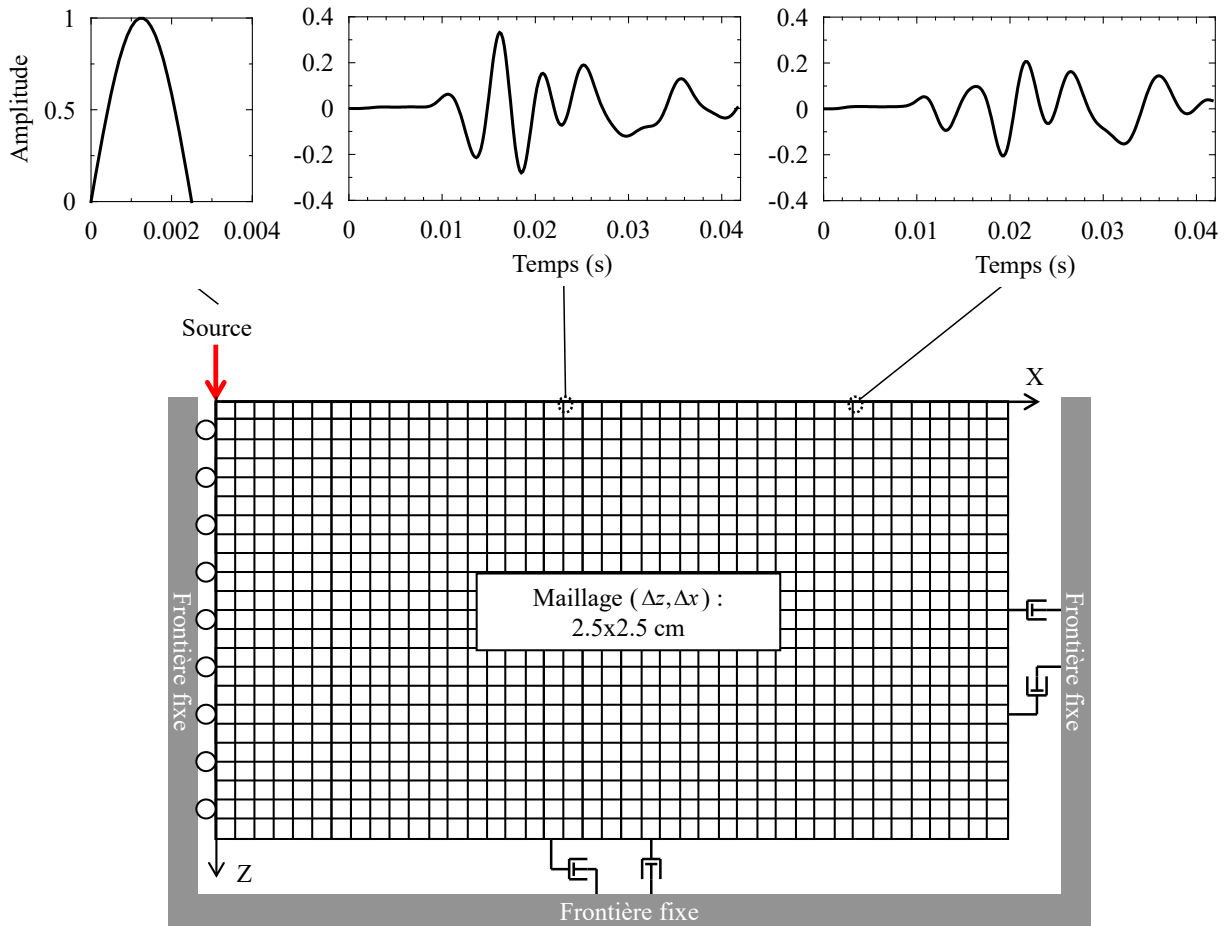 Amplitude
1
0.5
0
0 0.002 0.004
0.4
0.2
0
-0.2
-0.4
0 0.01 0.02 0.03 0.04
Temps (s)
0.4
0.2
0
-0.2
-0.4
0 0.01 0.02 0.03 0.04
Temps (s)
Source
X
Maillage (Δz,Δx) :
2.5x2.5 cm
Frontière fixe
Frontière fixe
Z
Frontière fixe